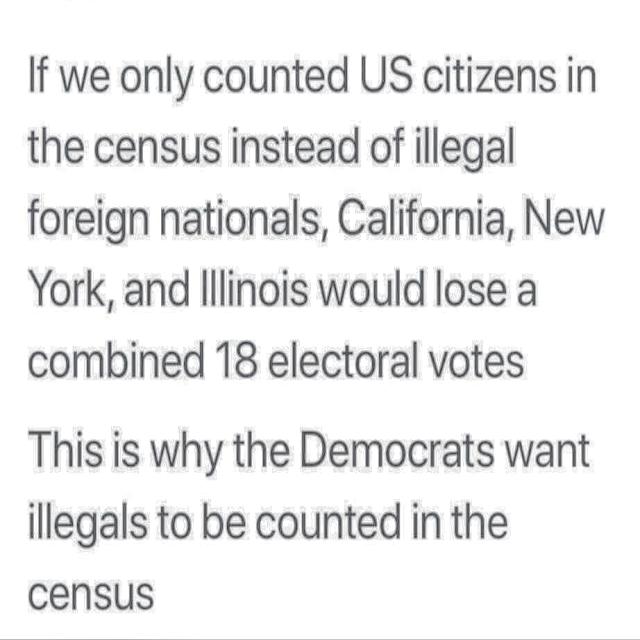 If we only counted US citizens in
the census instead of illegal
foreign nationals, California, New
York, and Illinois would lose a
combined 18 electoral votes
This is why the Democrats want
illegals to be counted in the
census